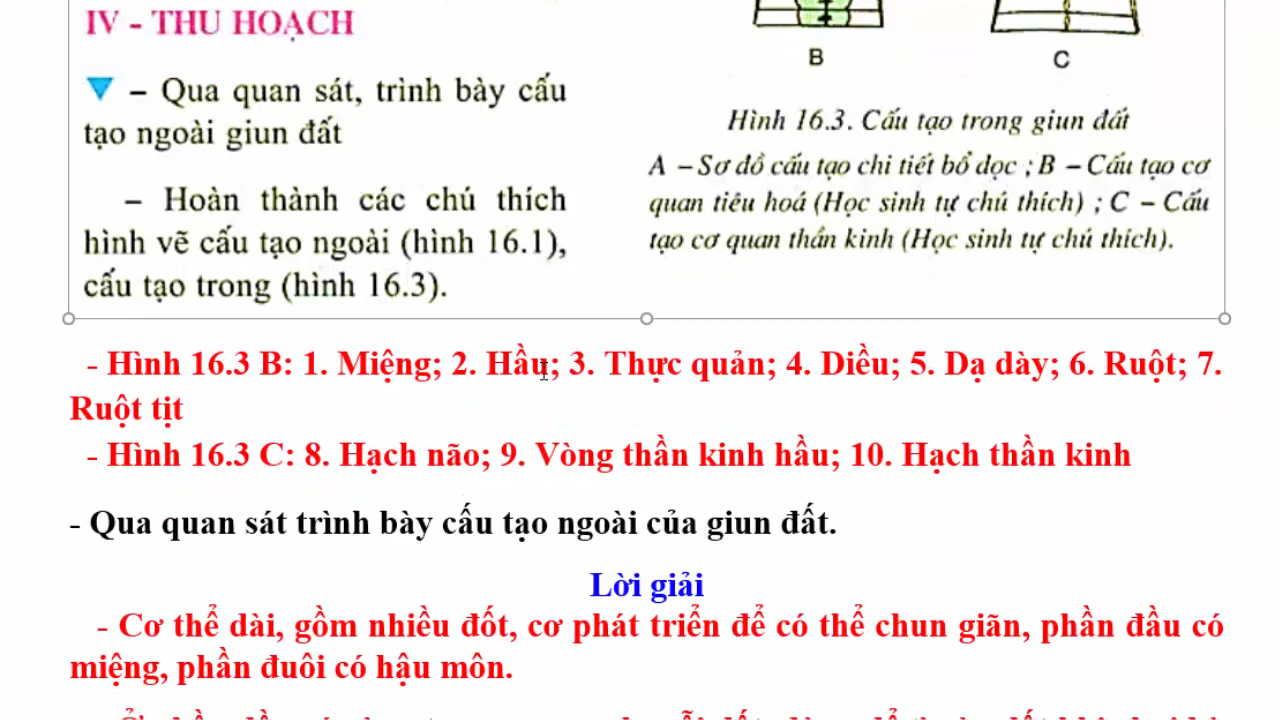 IV - THU HOẠCH
– Qua quan sát, trình bày cấu
tạo ngoài giun đất
– Hoàn thành các chú thích
hình vẽ cấu tạo ngoài (hình 16.1),
cấu tạo trong (hình 16.3).
B
C
Hình 16.3. Cấu tạo trong giun đất
A – Sơ đồ cấu tạo chi tiết bổ dọc ; B – Cấu tạo cơ
quan tiêu hoá (Học sinh tự chú thích) ; C – Cấu
tạo cơ quan thần kinh (Học sinh tự chú thích).
- Hình 16.3 B: 1. Miệng; 2. Hầu; 3. Thực quản; 4. Diều; 5. Dạ dày; 6. Ruột; 7.
Ruột tịt
- Hình 16.3 C: 8. Hạch não; 9. Vòng thần kinh hầu; 10. Hạch thần kinh
- Qua quan sát trình bày cấu tạo ngoài của giun đất.
Lời giải
- Cơ thể dài, gồm nhiều đốt, cơ phát triển để có thể chun giãn, phần đầu có
miệng, phần đuôi có hậu môn.